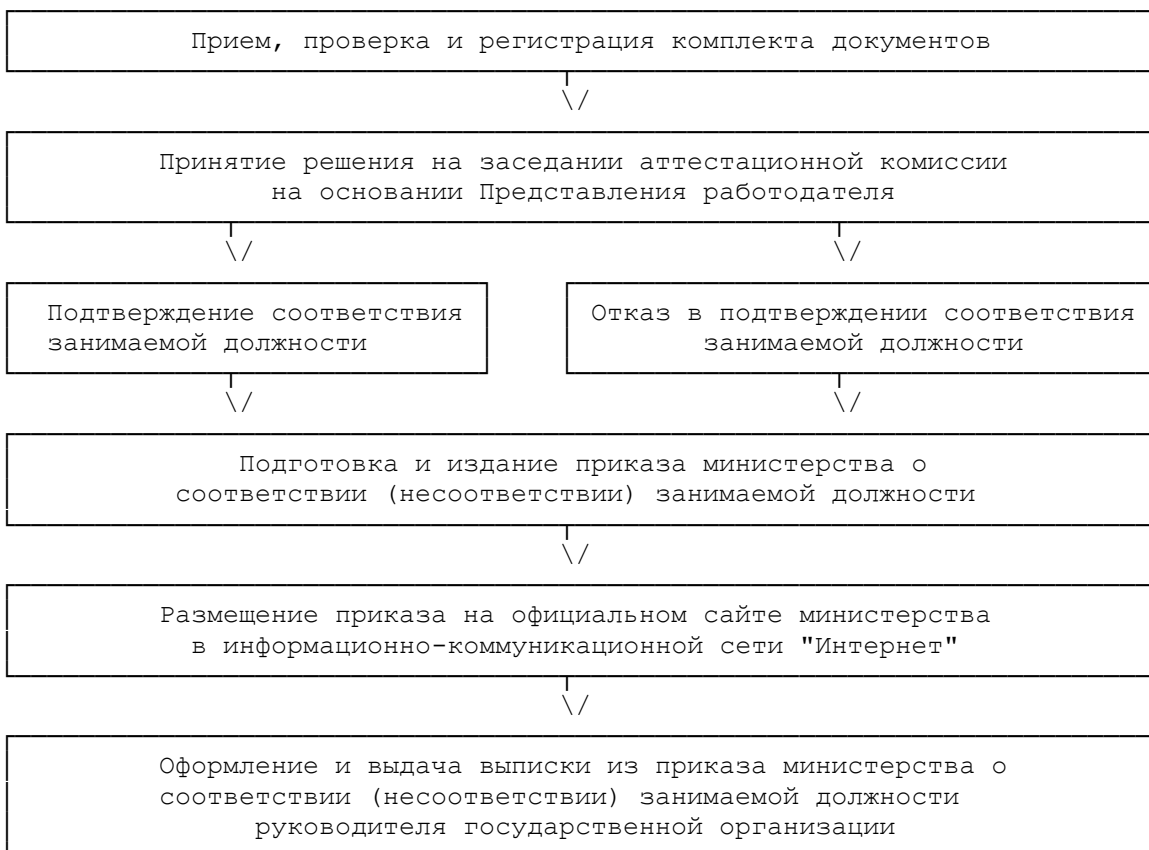 Прием, проверка и регистрация комплекта документов
Принятие решения на заседании аттестационной комиссии
на основании Представления работодателя
Подтверждение соответствия
занимаемой должности
Отказ в подтверждении соответствия
занимаемой должности
Подготовка и издание приказа министерства о
соответствии (несоответствии) занимаемой должности
Размещение приказа на официальном сайте министерства
в информационно-коммуникационной сети "Интернет"
Оформление и выдача выписки из приказа министерства о
соответствии (несоответствии) занимаемой должности
руководителя государственной организации